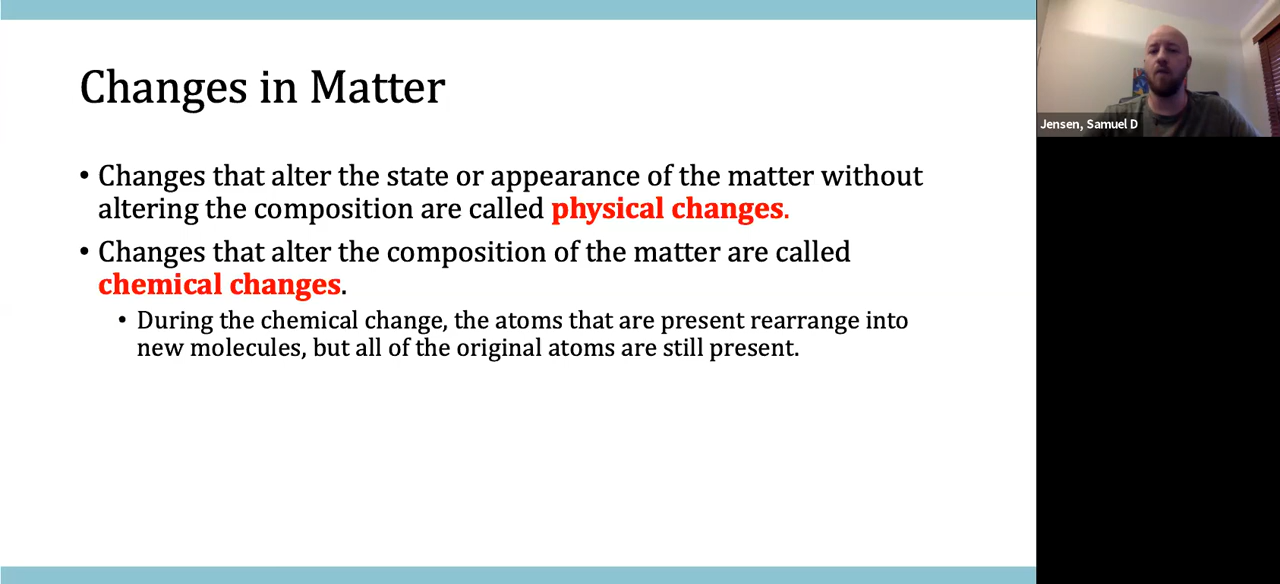 Changes in Matter
• Changes that alter the state or appearance of the matter without
altering the composition are called physical changes.
• Changes that alter the composition of the matter are called
chemical changes.
• During the chemical change, the atoms that are present rearrange into
new molecules, but all of the original atoms are still present.
Jensen, Samuel D